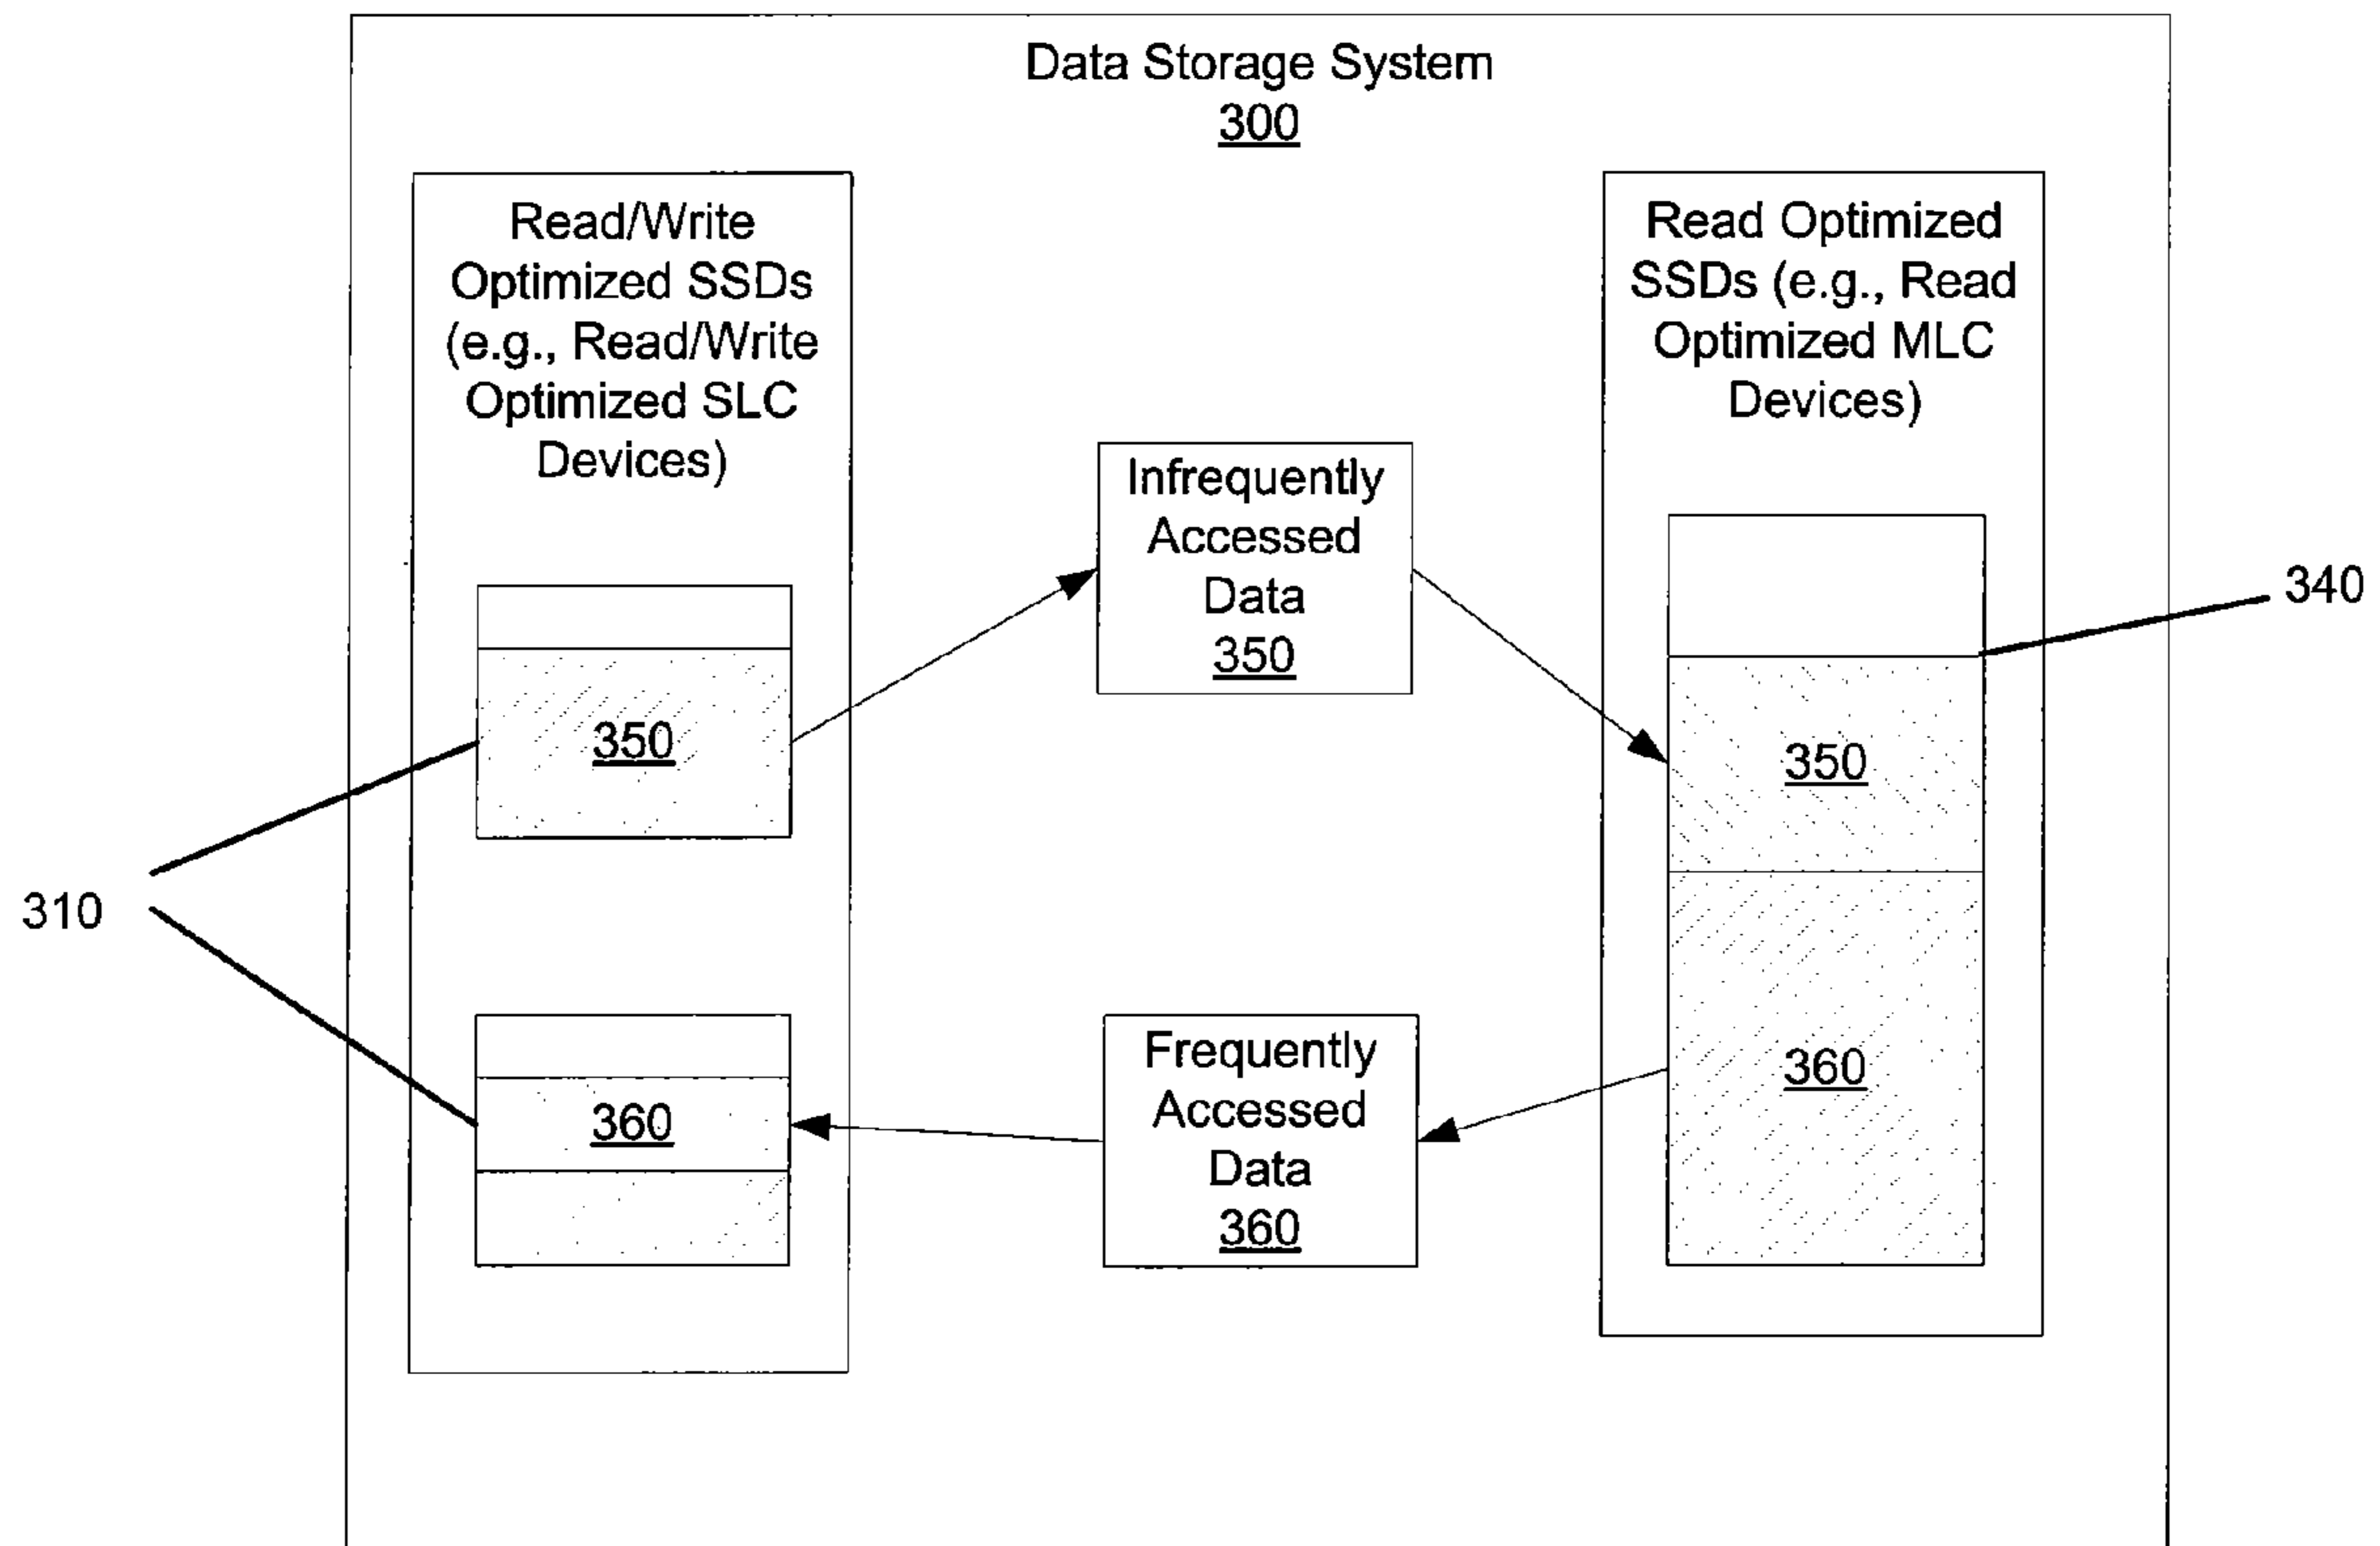 Data Storage System
300
Read/Write
Optimized SSDs
(e.g., Read/Write
Optimized SLC
Devices)
Read Optimized
SSDs (e.g., Read
Optimized MLC
Devices)
Infrequently
Accessed
Data
350
340
350
350
310
Frequently
Accessed
Data
360
360
360